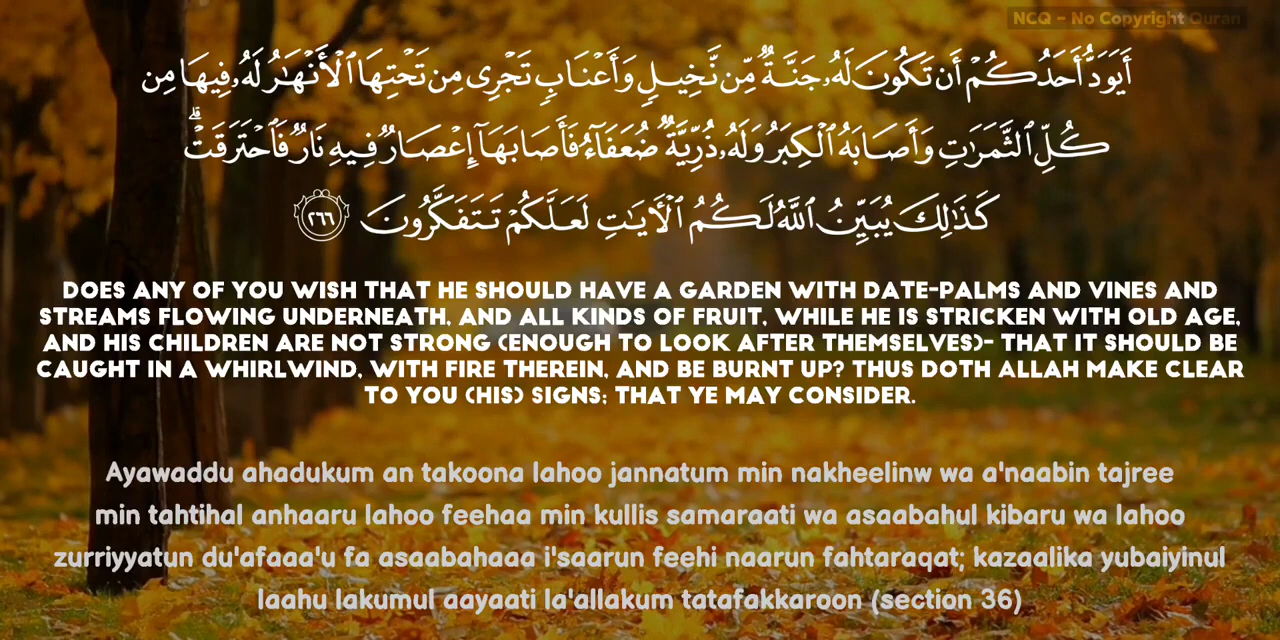 NCQ - No Copyright Quran
أَيَوَدُّ أَحَدُكُمْ أَن تَكُونَ لَهُۥ جَنَّةٌ مِّن نَّخِيلٍ وَأَعْنَابٍ تَجْرِى مِن تَحْتِهَا ٱلْأَنْهَٰرُ لَهُۥ فِيهَا مِن
كُلِّ ٱلثَّمَرَٰتِ وَأَصَابَهُ ٱلْكِبَرُ وَلَهُۥ ذُرِّيَّةٌ ضُعَفَآءُ فَأَصَابَهَآ إِعْصَارٌ فِيهِ نَارٌ فَٱحْتَرَقَتْ ۗ
كَذَٰلِكَ يُبَيِّنُ ٱللَّهُ لَكُمُ ٱلْءَايَٰتِ لَعَلَّكُمْ تَتَفَكَّرُونَ ٢٦٦
DOES ANY OF YOU WISH THAT HE SHOULD HAVE A GARDEN WITH DATE-PALMS AND VINES AND
STREAMS FLOWING UNDERNEATH, AND ALL KINDS OF FRUIT, WHILE HE IS STRICKEN WITH OLD AGE,
AND HIS CHILDREN ARE NOT STRONG (ENOUGH TO LOOK AFTER THEMSELVES)- THAT IT SHOULD BE
CAUGHT IN A WHIRLWIND, WITH FIRE THEREIN, AND BE BURNT UP? THUS DOTH ALLAH MAKE CLEAR
TO YOU (HIS) SIGNS; THAT YE MAY CONSIDER.
Ayawaddu ahadukum an takoona lahoo jannatum min nakheelinw wa a'naabin tajree
min tahtihal anhaaru lahoo feehaa min kullis samaraati wa asaabahul kibaru wa lahoo
zurriyyatun du'afaaa'u fa asaabahaaa i'saarun feehi naarun fahtaraqat; kazaalika yubaiyinul
laahu lakumul aayaati la'allakum tatafakkaroon (section 36)